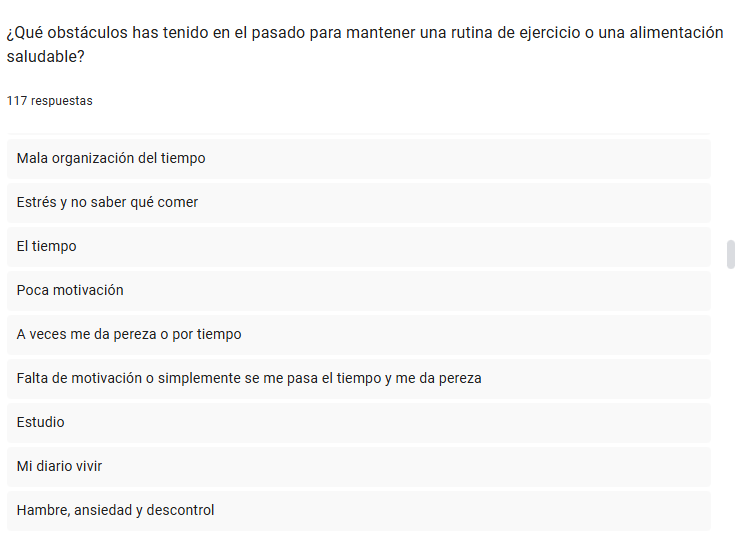 ¿Qué obstáculos has tenido en el pasado para mantener una rutina de ejercicio o una alimentación
saludable?
117 respuestas
Mala organización del tiempo
Estrés y no saber qué comer
El tiempo
Poca motivación
A veces me da pereza o por tiempo
Falta de motivación o simplemente se me pasa el tiempo y me da pereza
Estudio
Mi diario vivir
Hambre, ansiedad y descontrol